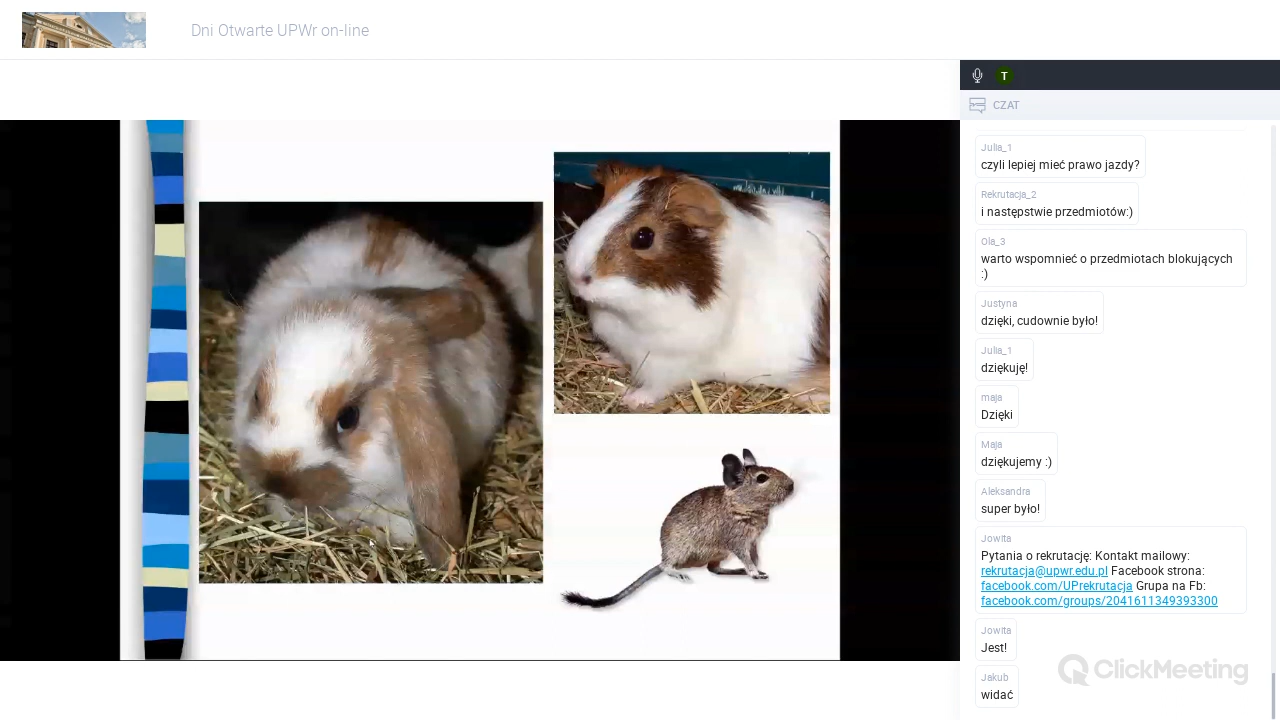 Dni Otwarte UPWr on-line
T
CZAT
Julia_1
czyli lepiej mieć prawo jazdy?
Rekrutacja_2
i następstwie przedmiotów:)
Ola_3
warto wspomnieć o przedmiotach blokujących
:)
Justyna
dzięki, cudownie było!
Julia_1
dziękuję!
maja
Dzięki
Maja
dziękujemy :)
Aleksandra
super było!
Jowita
Pytania o rekrutację: Kontakt mailowy:
rekrutacja@upwr.edu.pl Facebook strona:
facebook.com/UPrekrutacja Grupa na Fb:
facebook.com/groups/2041611349393300
Jowita
Jest!
Jakub
widać
ClickMeeting